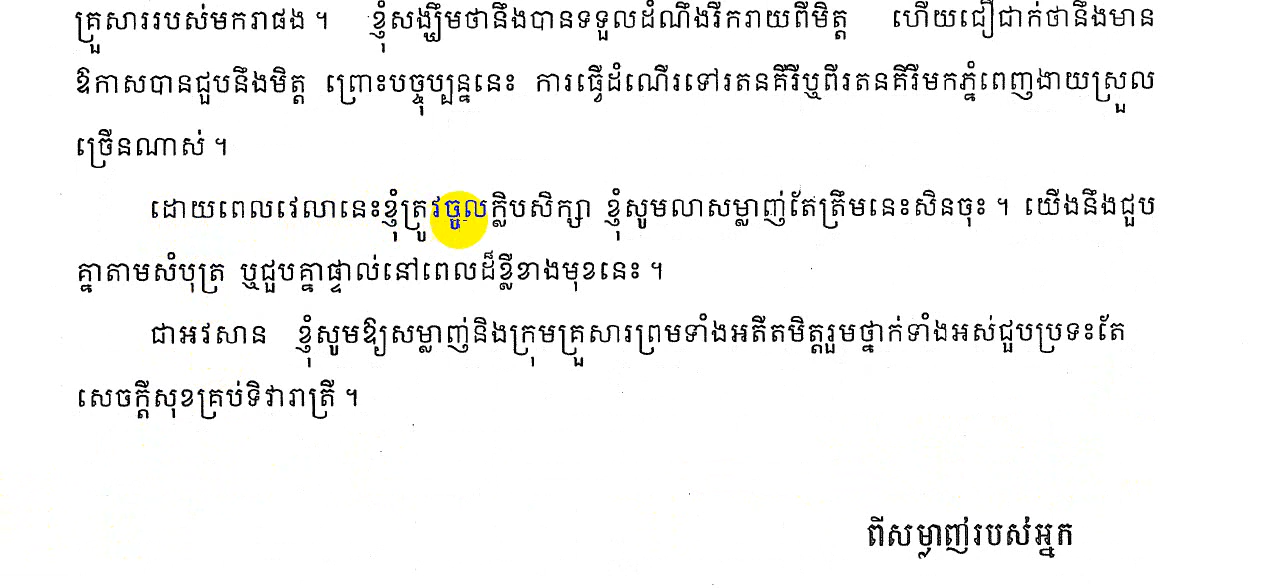 គ្រួសាររបស់មករាផង ។ ខ្ញុំសង្ឃឹមថានឹងបានទទួលដំណឹងរីករាយពីមិត្ត ហើយជឿជាក់ថានឹងមាន
ឱកាសបានជួបនឹងមិត្ត ព្រោះបច្ចុប្បន្ននេះ ការធ្វើដំណើរទៅរតនគីរីឬពីរតនគីរីមកភ្នំពេញងាយស្រួល
ច្រើនណាស់ ។
ដោយពេលវេលានេះខ្ញុំត្រូវចូលក្លិបសិក្សា ខ្ញុំសូមលាសម្លាញ់តែត្រឹមនេះសិនចុះ ។ យើងនឹងជួប
គ្នាតាមសំបុត្រ ឬជួបគ្នាផ្ទាល់នៅពេលដ៏ខ្លីខាងមុខនេះ ។
ជាអវសាន ខ្ញុំសូមឱ្យសម្លាញ់និងក្រុមគ្រួសារព្រមទាំងអតីតមិត្តរួមថ្នាក់ទាំងអស់ជួបប្រទះតែ
សេចក្តីសុខគ្រប់ទិវារាត្រី ។
ពីសម្លាញ់របស់អ្នក